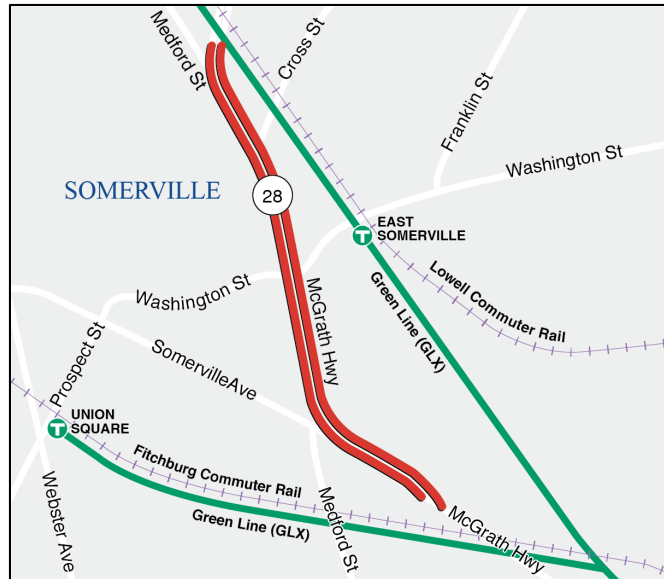 Medford St
Cross St
Franklin St
Washington St
SOMERVILLE
28
T
EAST
SOMERVILLE
Lowell Commuter Rail
Green Line (GLX)
Washington St
McGrath Hwy
Prospect St
SomervilleAve
T
UNION
SQUARE
Fitchburg Commuter Rail
Green Line (GLX)
Webster Ave
Medford St
McGrath Hwy